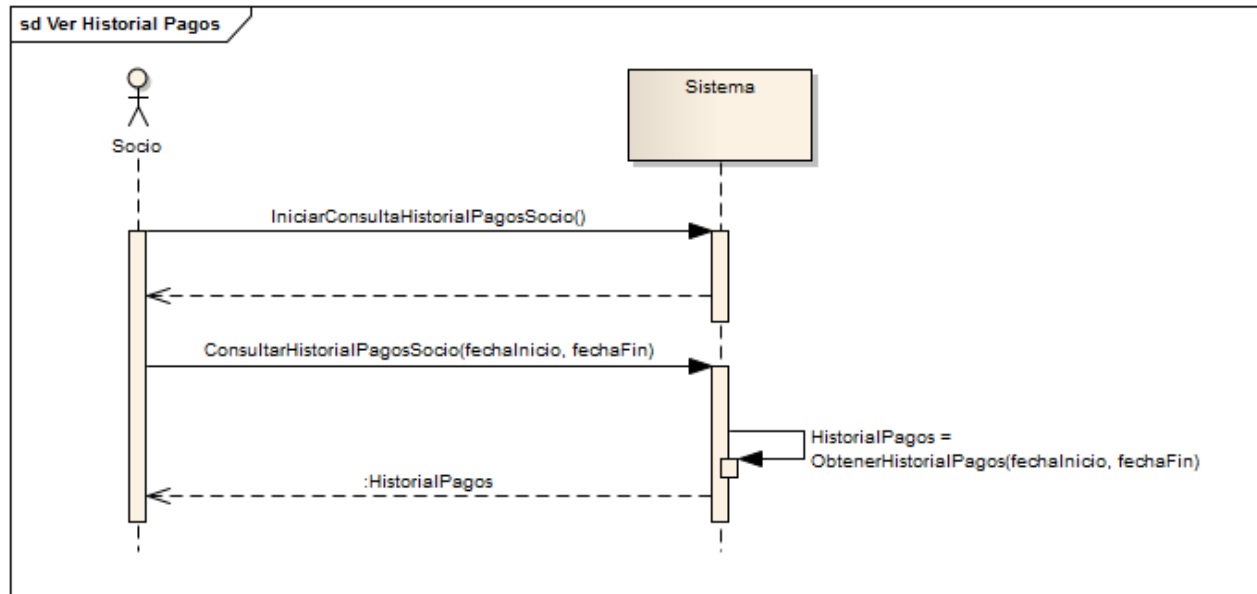 sd Ver Historial Pagos
Socio
Sistema
IniciarConsultaHistorialPagosSocio()
ConsultarHistorialPagosSocio(fechaInicio, fechaFin)
HistorialPagos =
ObtenerHistorialPagos(fechaInicio, fechaFin)
:HistorialPagos